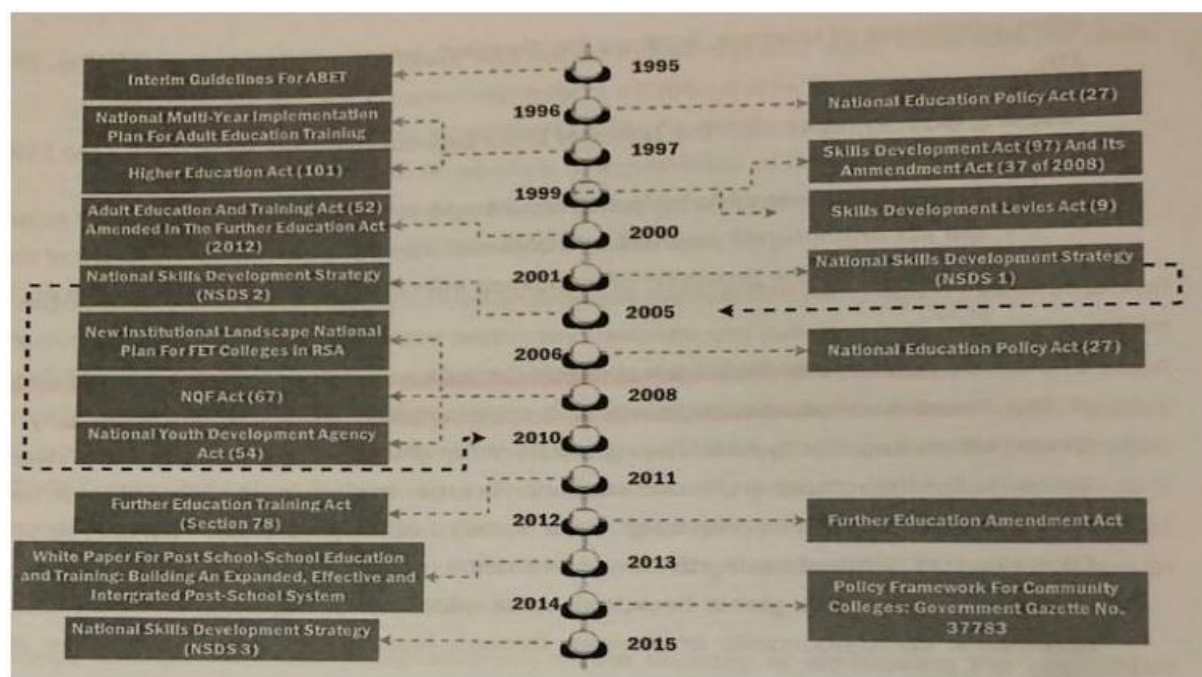 1995
Interim Guidelines For ABET
1996
National Education Policy Act (27)
National Multi-Year Implementation
Plan For Adult Education Training
1997
Higher Education Act (101)
Skills Development Act (97) And Its
Ammendment Act (37 of 2008)
1999
Skills Development Levies Act (9)
Adult Education And Training Act (52)
Amended In The Further Education Act
(2012)
2000
National Skills Development Strategy
(NSDS 1)
2001
National Skills Development Strategy
(NSDS 2)
2005
New Institutional Landscape National
Plan For FET Colleges In RSA
2006
National Education Policy Act (27)
NQF Act (67)
2008
National Youth Development Agency
Act (54)
2010
2011
Further Education Training Act
(Section 78)
2012
Further Education Amendment Act
White Paper For Post School-School Education
and Training: Building An Expanded, Effective and
Intergrated Post-School System
2013
2014
Policy Framework For Community
Colleges: Government Gazette No.
37783
National Skills Development Strategy
(NSDS 3)
2015